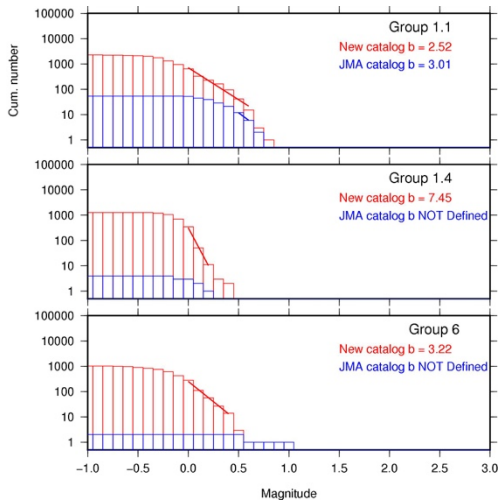 Group 1.1
New catalog b = 2.52
JMA catalog b = 3.01
Cum. number
100000
10000
1000
100
10
1
Group 1.4
New catalog b = 7.45
JMA catalog b NOT Defined
100000
10000
1000
100
10
1
Group 6
New catalog b = 3.22
JMA catalog b NOT Defined
100000
10000
1000
100
10
1
−1.0 −0.5 0.0 0.5 1.0 1.5 2.0 2.5 3.0
Magnitude